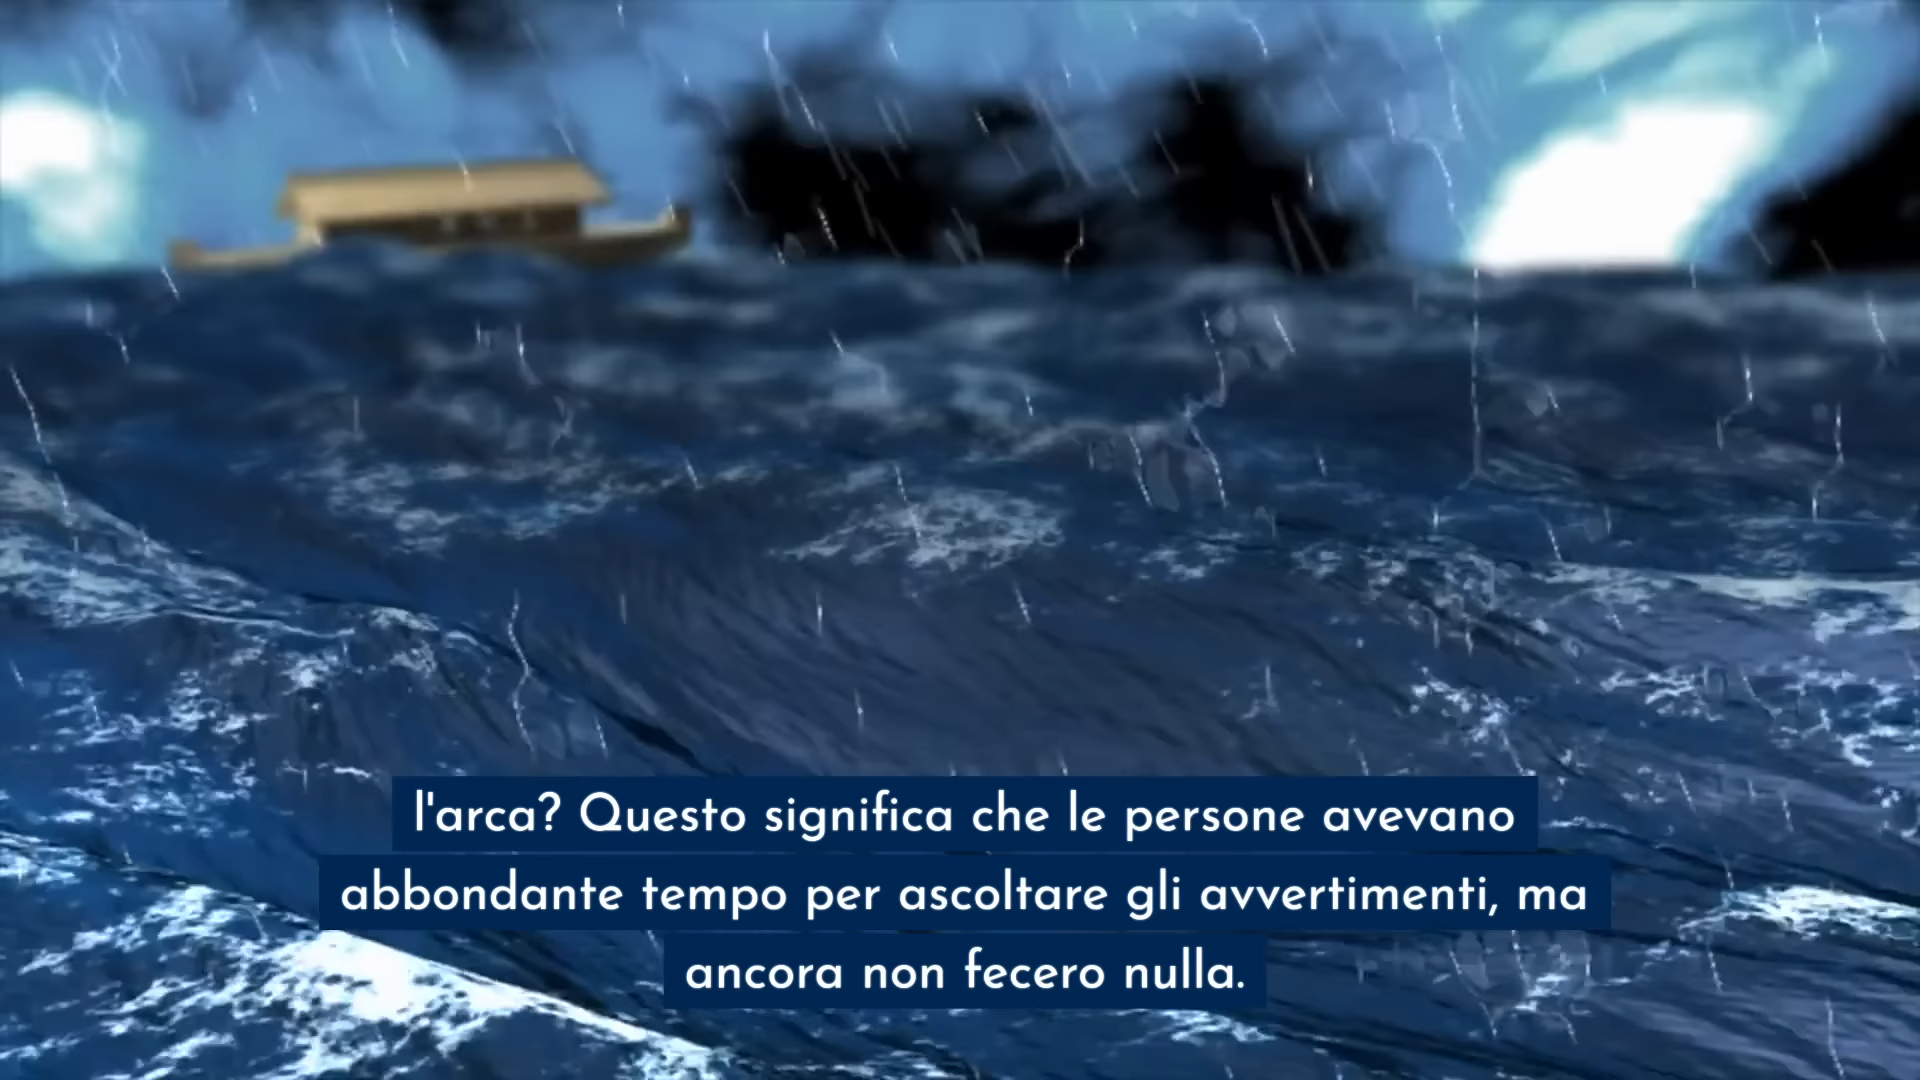 l'arca? Questo significa che le persone avevano
abbondante tempo per ascoltare gli avvertimenti, ma
ancora non fecero nulla.